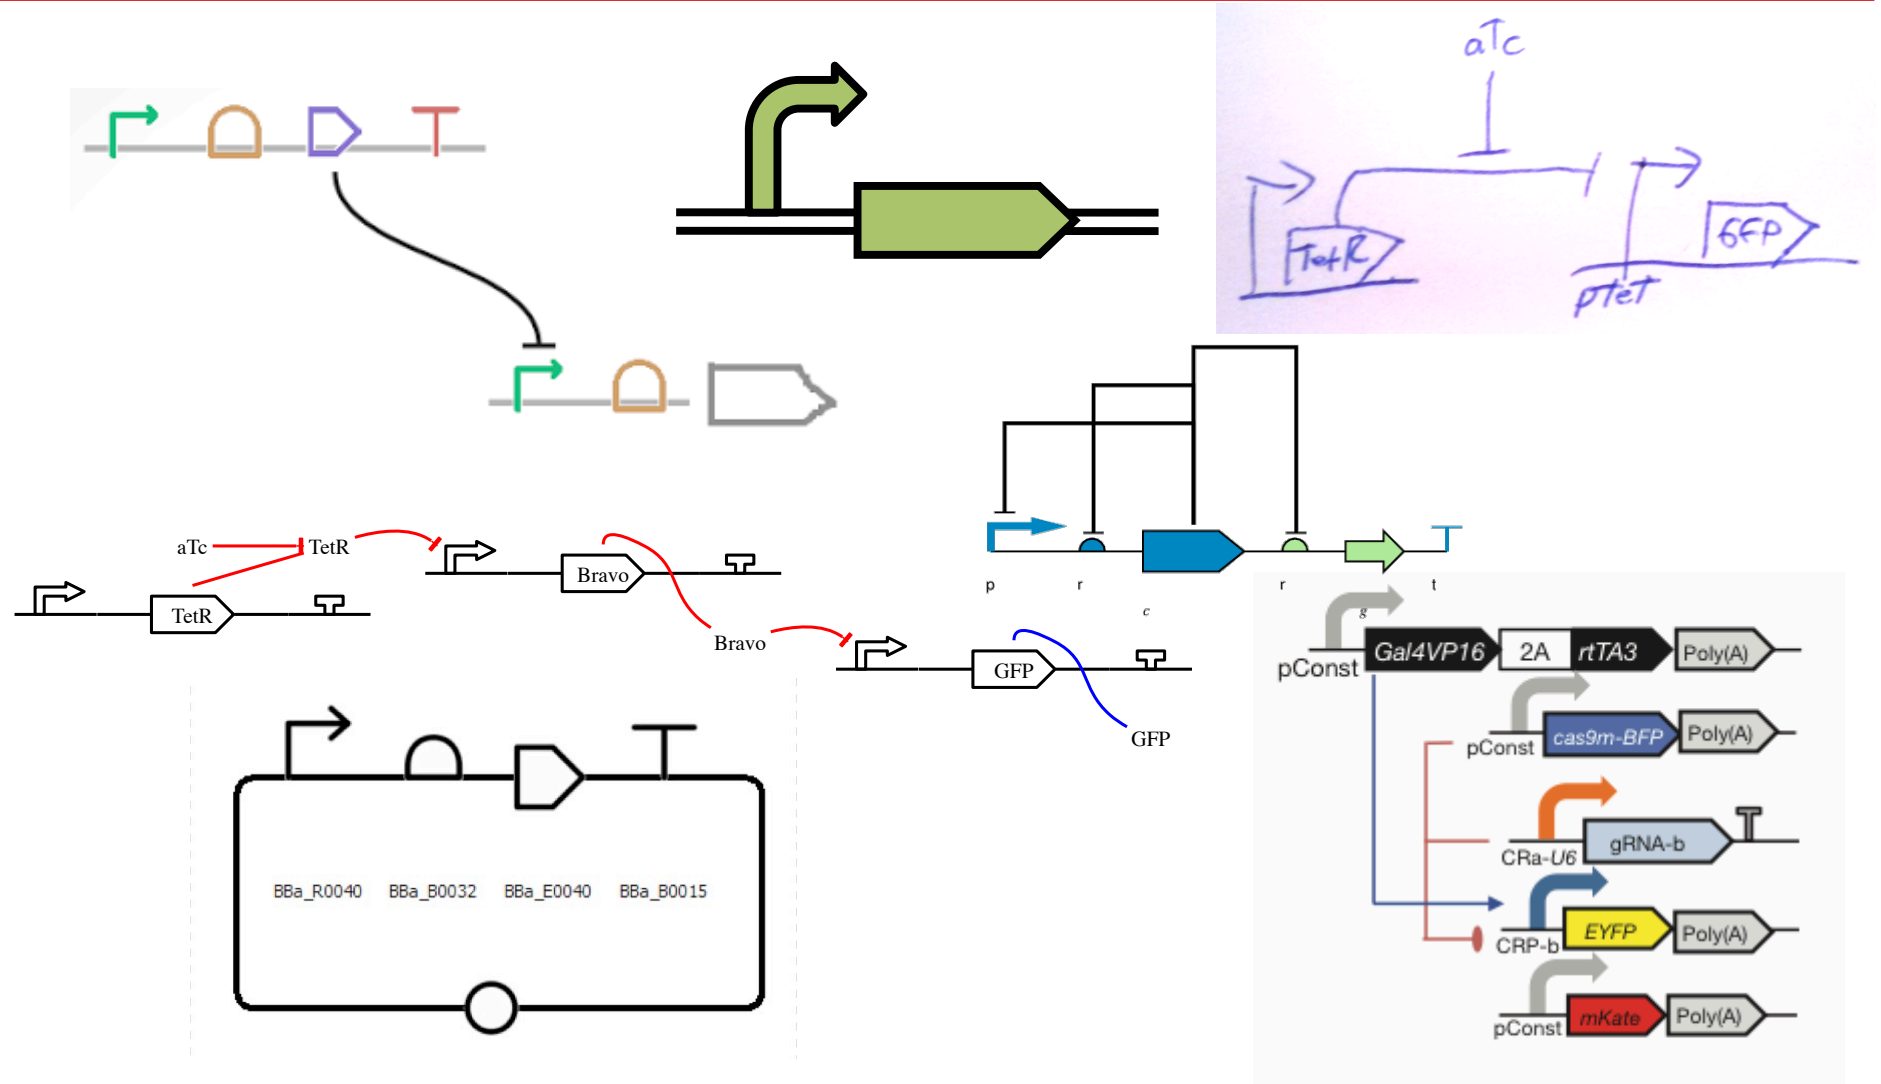 aTc
TetR
GFP
pTeT
aTc
TetR
TetR
Bravo
Bravo
GFP
GFP
p
r
c
r
g
t
BBa_R0040
BBa_B0032
BBa_E0040
BBa_B0015
pConst
Gal4VP16
2A
rtTA3
Poly(A)
pConst
cas9m-BFP
Poly(A)
CRa-U6
gRNA-b
CRP-b
EYFP
Poly(A)
pConst
mKate
Poly(A)